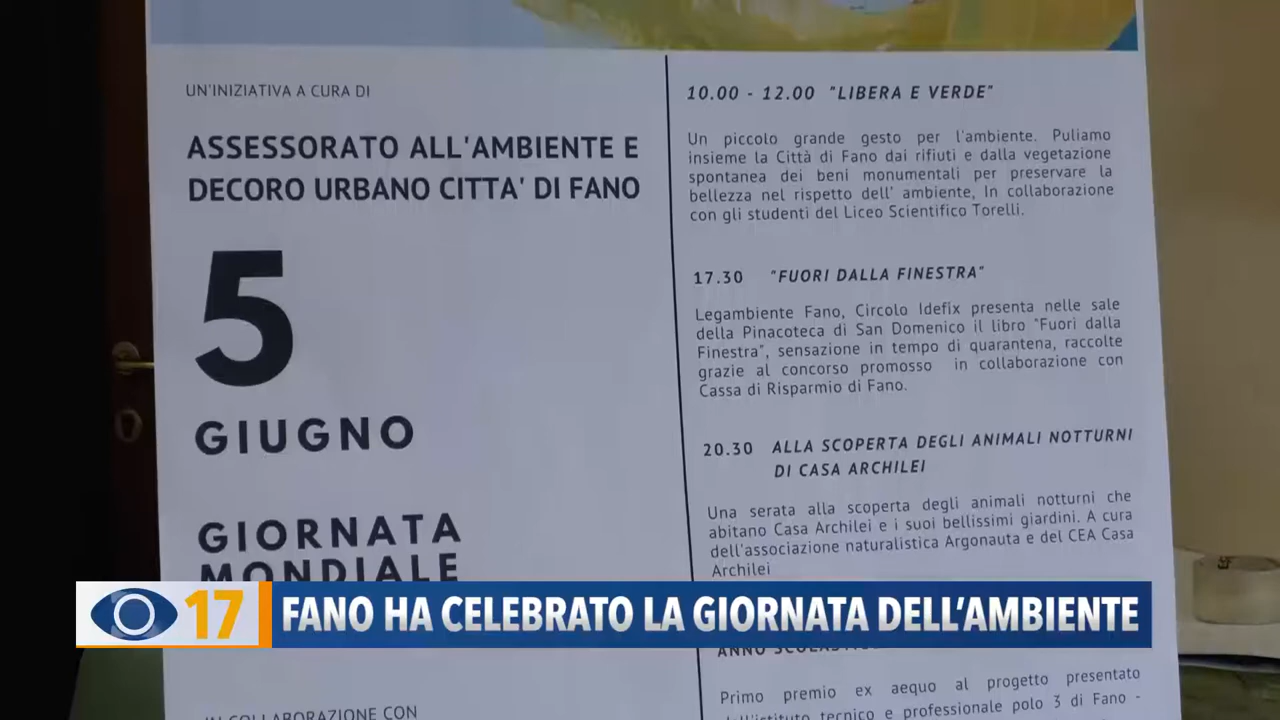 UN'INIZIATIVA A CURA DI
ASSESSORATO ALL'AMBIENTE E
DECORO URBANO CITTA' DI FANO
5
GIUGNO
GIORNATA
MONDIALE
IN COLLABORAZIONE CON
10.00 - 12.00 "LIBERA E VERDE"
Un piccolo grande gesto per l'ambiente. Puliamo
insieme la Città di Fano dai rifiuti e dalla vegetazione
spontanea dei beni monumentali per preservare la
bellezza nel rispetto dell' ambiente, In collaborazione
con gli studenti del Liceo Scientifico Torelli.
17.30 "FUORI DALLA FINESTRA"
Legambiente Fano, Circolo Idefix presenta nelle sale
della Pinacoteca di San Domenico il libro "Fuori dalla
Finestra", sensazione in tempo di quarantena, raccolte
grazie al concorso promosso in collaborazione con
Cassa di Risparmio di Fano.
20.30 ALLA SCOPERTA DEGLI ANIMALI NOTTURNI
DI CASA ARCHILEI
Una serata alla scoperta degli animali notturni che
abitano Casa Archilei e i suoi bellissimi giardini. A cura
dell'associazione naturalistica Argonauta e del CEA Casa
Archilei
ANNO
Primo premio ex aequo al progetto presentato
dall'istituto tecnico e professionale polo 3 di Fano -
17 FANO HA CELEBRATO LA GIORNATA DELL'AMBIENTE